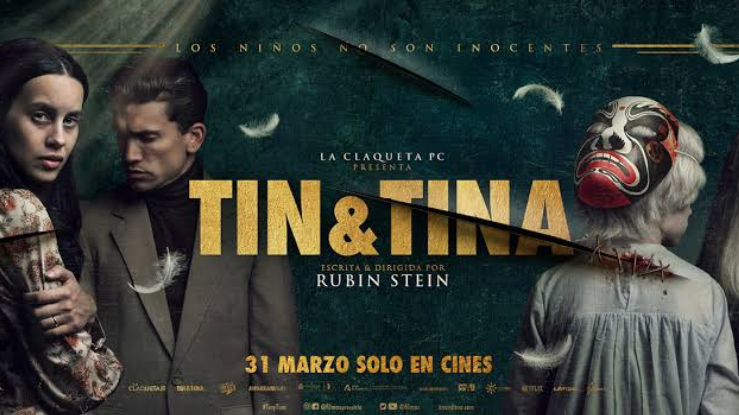 LOS NIÑOS NO SON INOCENTES
LA CLAQUETA PC
PRESENTA
TIN&TINA
ESCRITA & DIRIGIDA POR
RUBIN STEIN
31 MARZO SOLO EN CINES
NETFLIX